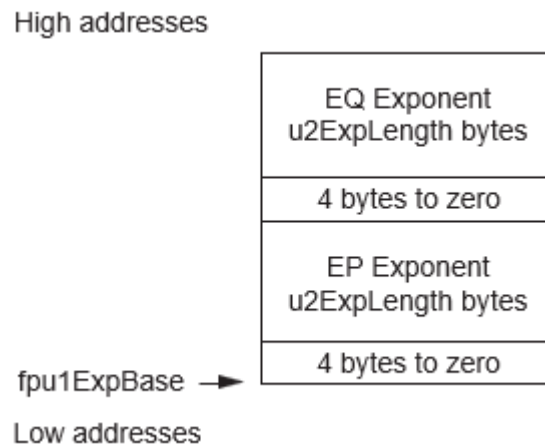 High addresses
EQ Exponent
u2ExpLength bytes
4 bytes to zero
EP Exponent
u2ExpLength bytes
4 bytes to zero
fpu1ExpBase
Low addresses